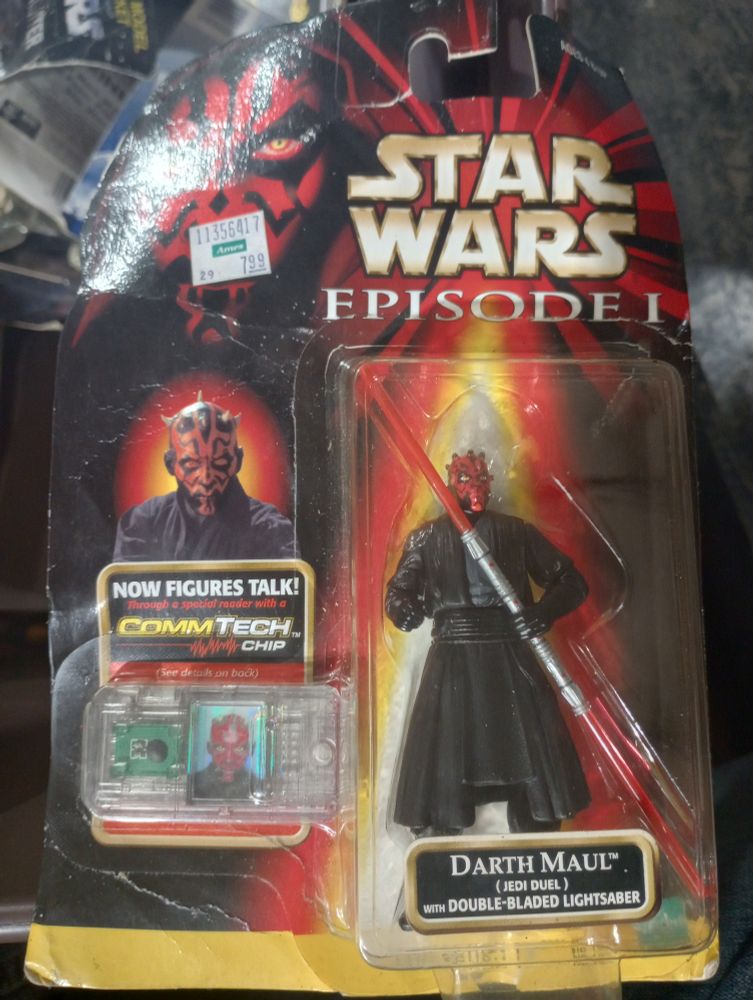 STAR
WARS
EPISODE I
11356417
Ames
29 799
NOW FIGURES TALK!
Through a special reader with a
COMMTECH™
CHIP
(See details on back)
DARTH MAUL™
(JEDI DUEL)
WITH DOUBLE-BLADED LIGHTSABER